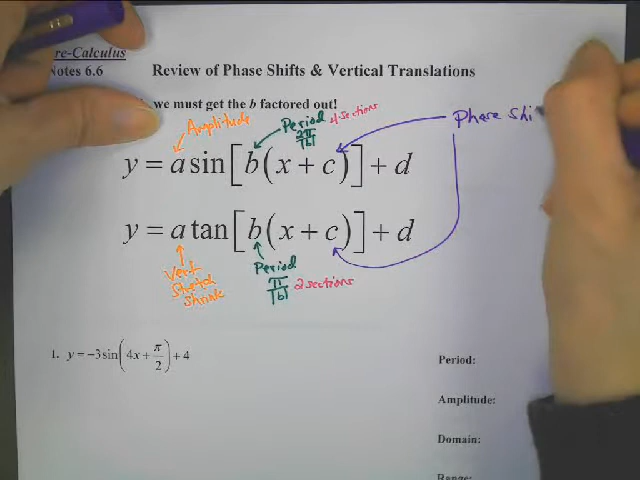 re-Calculus
Notes 6.6
Review of Phase Shifts & Vertical Translations
we must get the b factored out!
Amplitude
Period 4-sections
2π
|b|
Phase Shi
y = a sin[b(x + c)] + d
y = a tan[b(x + c)] + d
Vert
Stretch
Shrink
Period
π
|b|
2 sections
1. y = -3 sin(4x + π/2) + 4
Period:
Amplitude:
Domain:
Range: